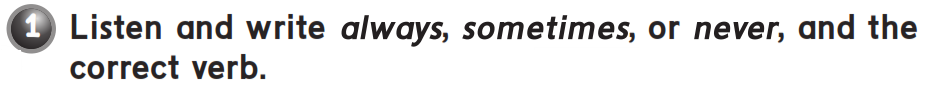 1 Listen and write always, sometimes, or never, and the
correct verb.